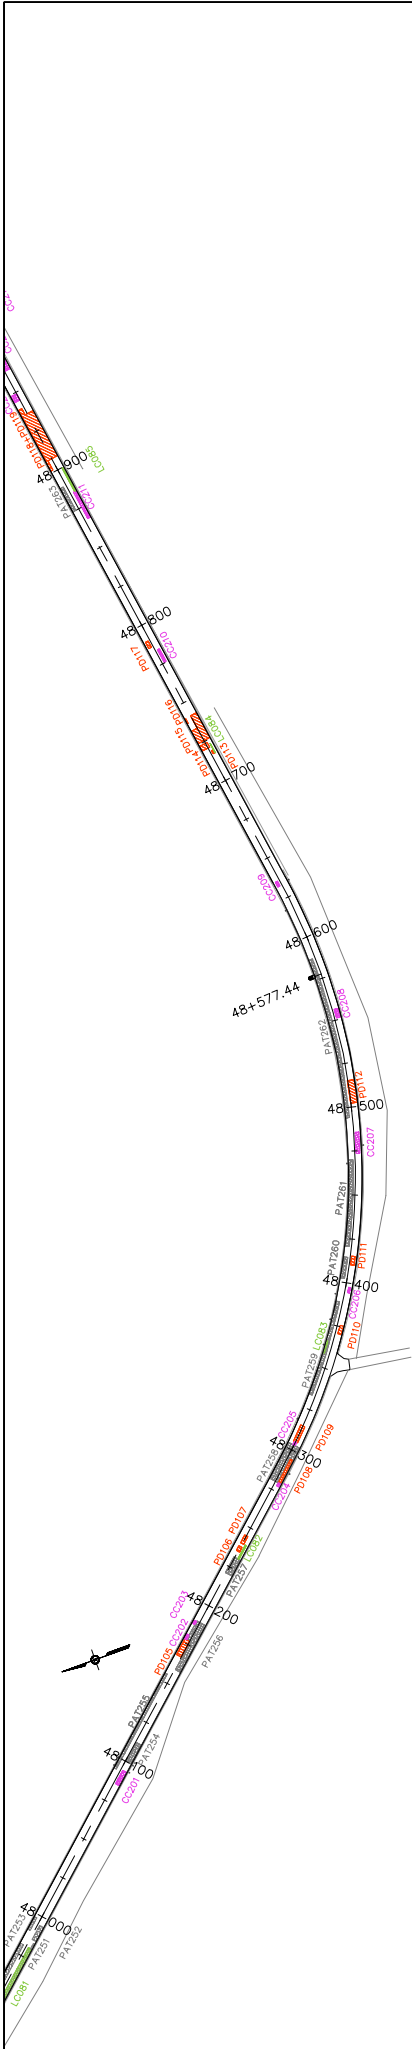 PD118+PD119
48+900
LC085
CC211
PAT263
48+800
CC210
PD117
PD114+PD115
PD116
LC084
PD113
48+700
CC209
48+600
48+577.44
CC208
PAT262
PD112
48+500
CC207
PAT261
PAT260
PD111
48+400
CC206
PD110
LC083
PAT259
CC205
PD109
48+300
PAT258
PD108
CC204
PD107
PD106
LC082
PAT257
48+200
CC203
CC202
PAT256
PD105
PAT255
PAT254
48+100
CC201
48+000
PAT253
PAT252
PAT251
LC081